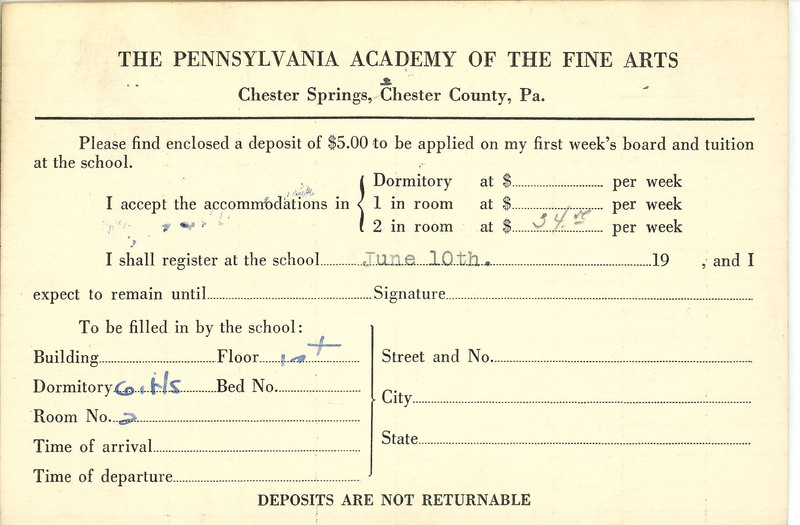 THE PENNSYLVANIA ACADEMY OF THE FINE ARTS
Chester Springs, Chester County, Pa.
Please find enclosed a deposit of $5.00 to be applied on my first week's board and tuition
at the school.
I accept the accommodations in
Dormitory at $ per week
1 in room at $ per week
2 in room at $ 34.00 per week
I shall register at the school June 10th. 19 , and I
expect to remain until Signature
To be filled in by the school:
Building Floor 1st
Dormitory Girls Bed No.
Room No. 2
Time of arrival
Time of departure
Street and No.
City
State
DEPOSITS ARE NOT RETURNABLE